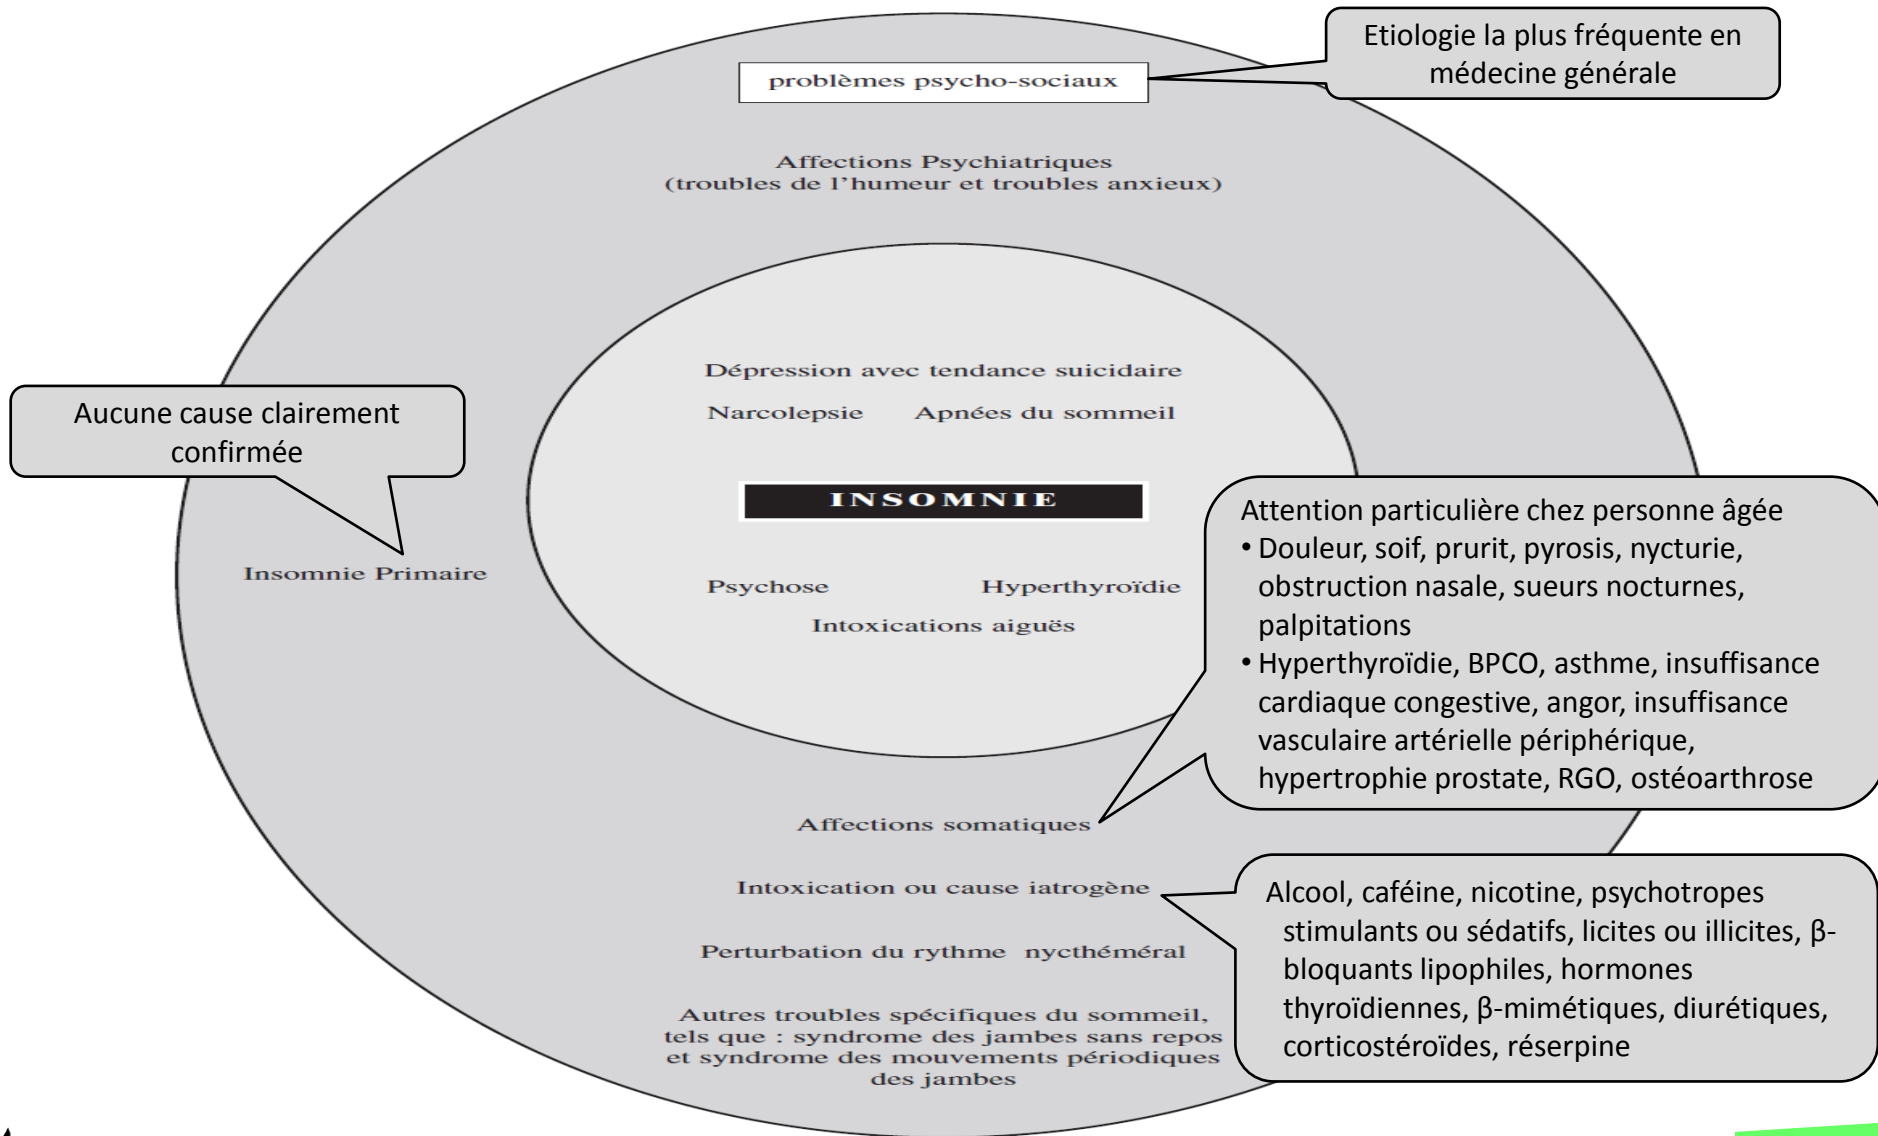 Etiologie la plus fréquente en
médecine générale
problèmes psycho-sociaux
Affections Psychiatriques
(troubles de l'humeur et troubles anxieux)
Dépression avec tendance suicidaire
Narcolepsie Apnées du sommeil
Aucune cause clairement
confirmée
INSOMNIE
Insomnie Primaire
Psychose Hyperthyroïdie
Intoxications aiguës
Attention particulière chez personne âgée
• Douleur, soif, prurit, pyrosis, nycturie,
obstruction nasale, sueurs nocturnes,
palpitations
• Hyperthyroïdie, BPCO, asthme, insuffisance
cardiaque congestive, angor, insuffisance
vasculaire artérielle périphérique,
hypertrophie prostate, RGO, ostéoarthrose
Affections somatiques
Intoxication ou cause iatrogène
Alcool, caféine, nicotine, psychotropes
stimulants ou sédatifs, licites ou illicites, β-
bloquants lipophiles, hormones
thyroïdiennes, β-mimétiques, diurétiques,
corticostéroïdes, réserpine
Perturbation du rythme nycthéméral
Autres troubles spécifiques du sommeil,
tels que : syndrome des jambes sans repos
et syndrome des mouvements périodiques
des jambes